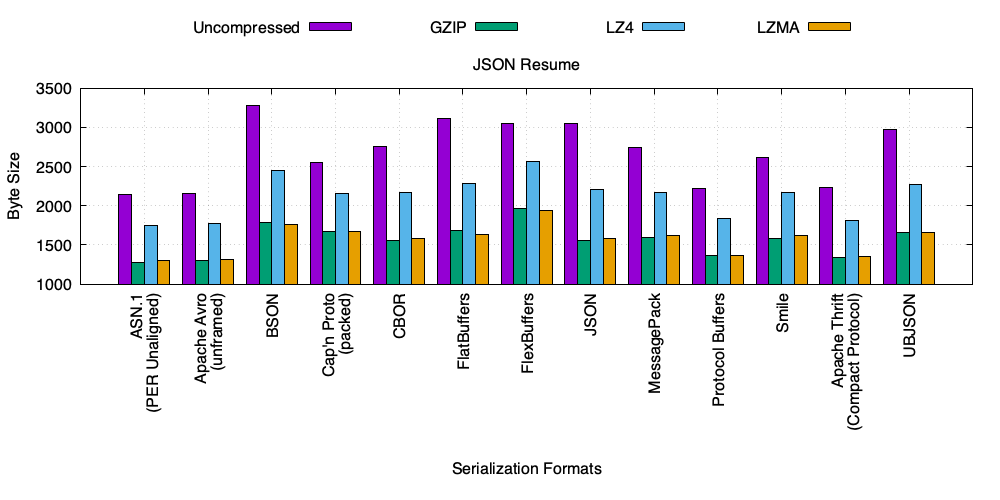 Uncompressed GZIP LZ4 LZMA
JSON Resume
3500
3000
2500
2000
1500
1000
Byte Size
ASN.1
(PER Unaligned)
Apache Avro
(unframed)
BSON
Cap'n Proto
(packed)
CBOR
FlatBuffers
FlexBuffers
JSON
MessagePack
Protocol Buffers
Smile
Apache Thrift
(Compact Protocol)
UBJSON
Serialization Formats